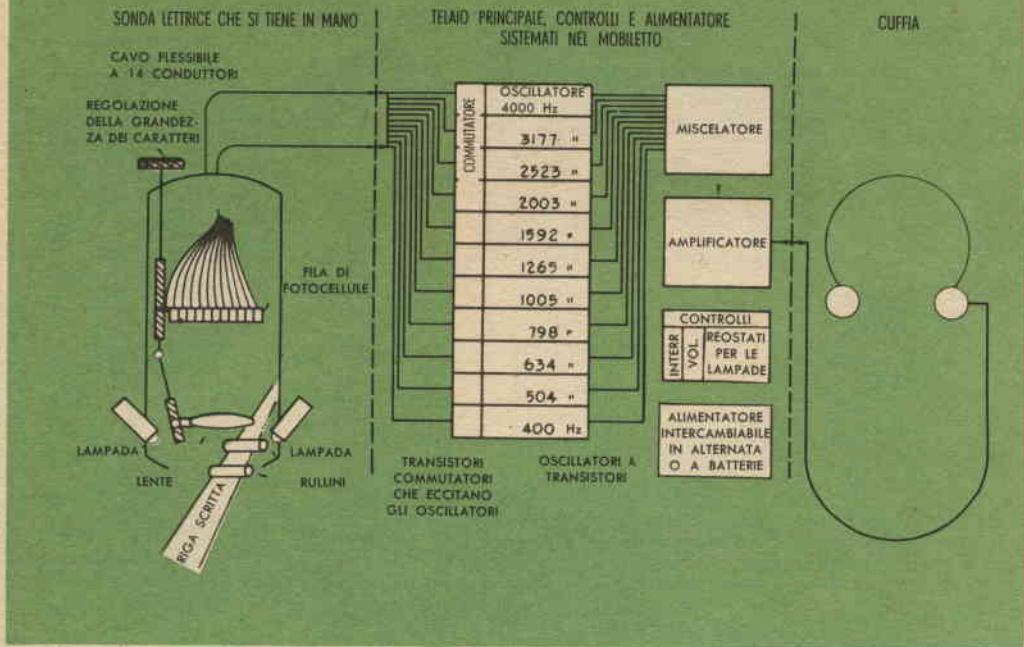 SONDA LETTRICE CHE SI TIENE IN MANO
CAVO FLESSIBILE
A 14 CONDUTTORI
REGOLAZIONE
DELLA GRANDEZ-
ZA DEI CARATTERI
FILA DI
FOTOCELLULE
LAMPADA
LAMPADA
LENTE
RULLINI
RIGA SCRITTA
TELAIO PRINCIPALE, CONTROLLI E ALIMENTATORE
SISTEMATI NEL MOBILETTO
COMMUTATORE
OSCILLATORE
4000 Hz
3177 "
2523 "
2003 "
1592 "
1265 "
1005 "
798 "
634 "
504 "
400 Hz
TRANSISTORI
COMMUTATORI
CHE ECCITANO
GLI OSCILLATORI
OSCILLATORI A
TRANSISTORI
MISCELATORE
AMPLIFICATORE
CONTROLLI
INTERR
VOL.
REOSTATI
PER LE
LAMPADE
ALIMENTATORE
INTERCAMBIABILE
IN ALTERNATA
O A BATTERIE
CUFFIA